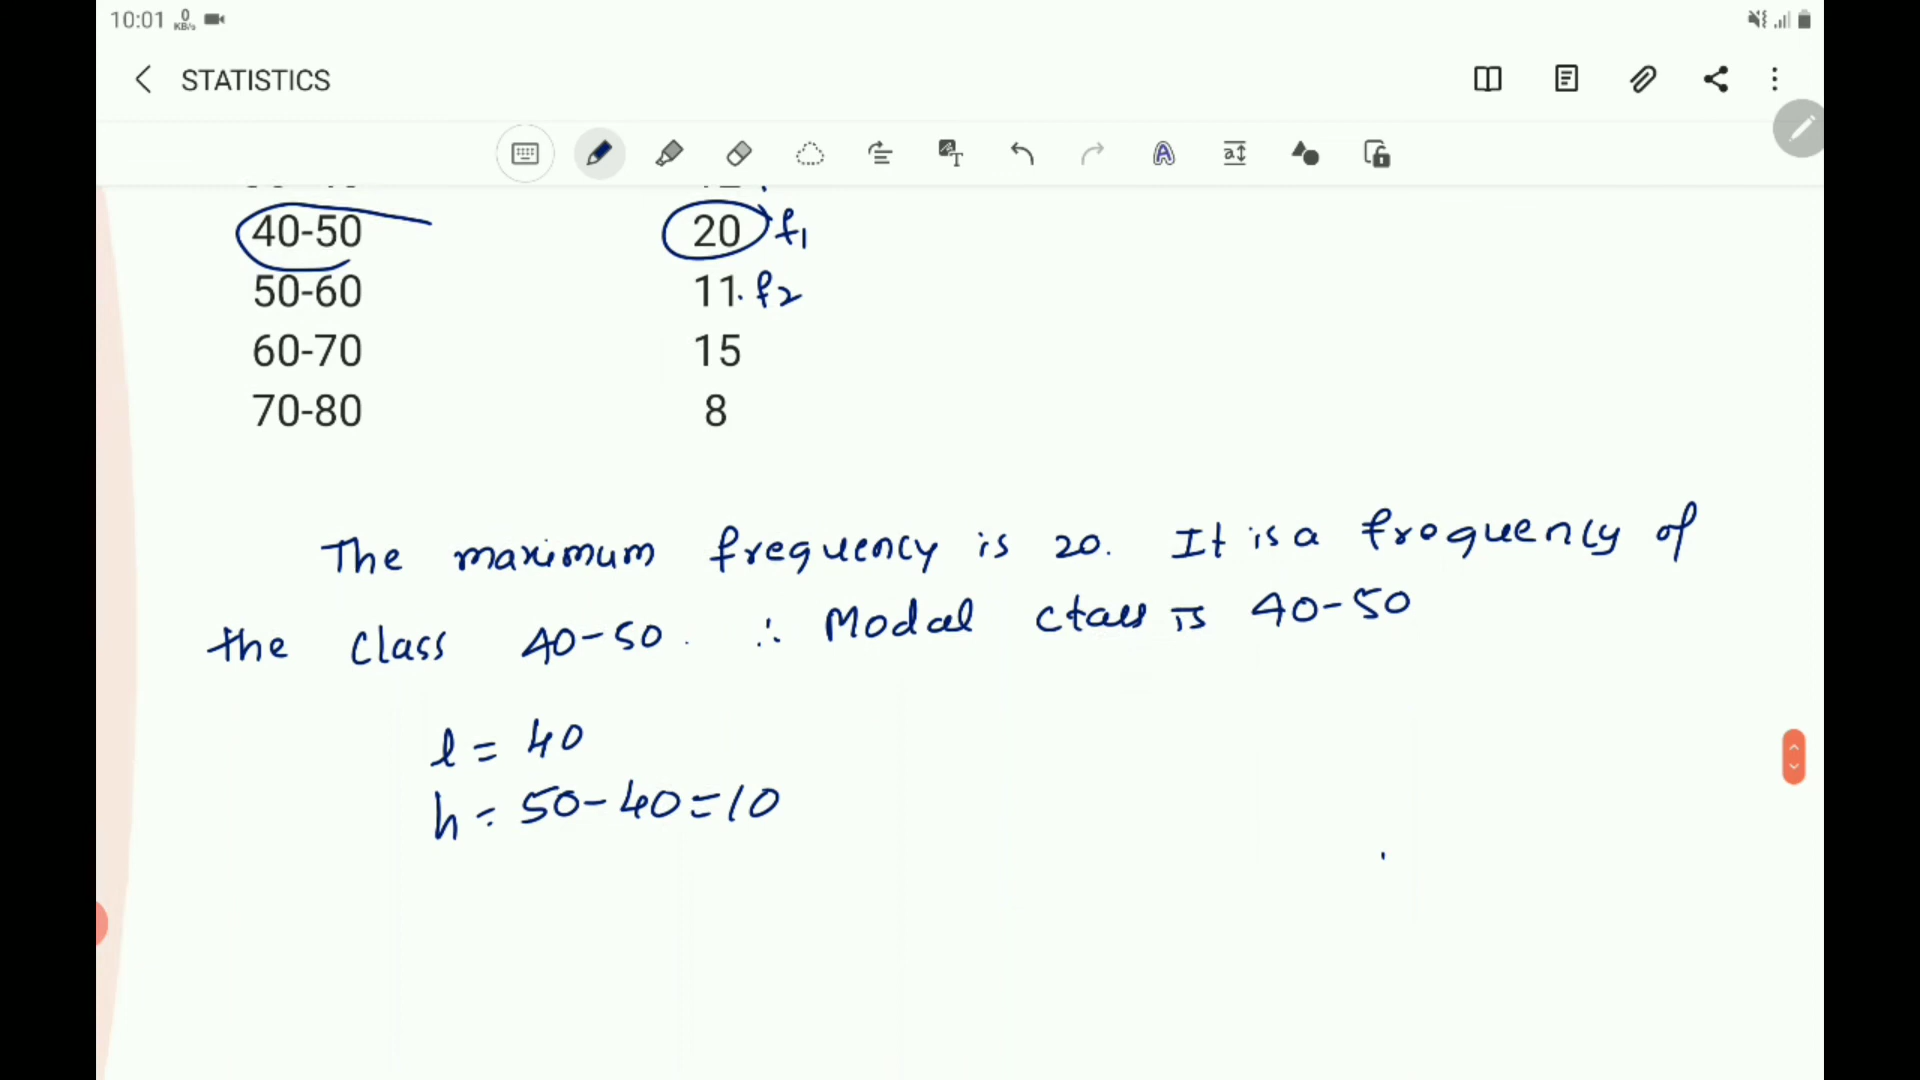 10:01 0 KB/s
STATISTICS
40-50 20 f1
50-60 11. f2
60-70 15
70-80 8
The maximum frequency is 20. It is a frequency of
the class 40-50. ∴ Modal class is 40-50
l = 40
h = 50-40=10